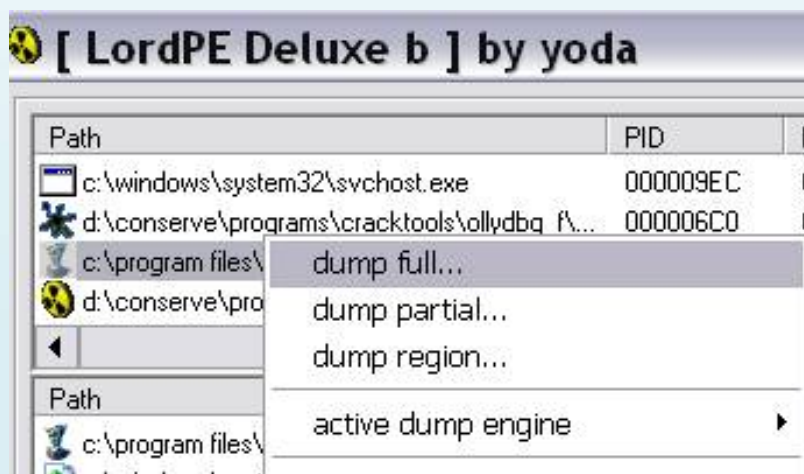 [ LordPE Deluxe b ] by yoda
Path PID
c:\windows\system32\svchost.exe 000009EC
d:\conserve\programs\cracktools\ollydbg_f\... 000006C0
c:\program files\
dump full...
d:\conserve\pro
dump partial...
dump region...
Path
active dump engine
c:\program files\